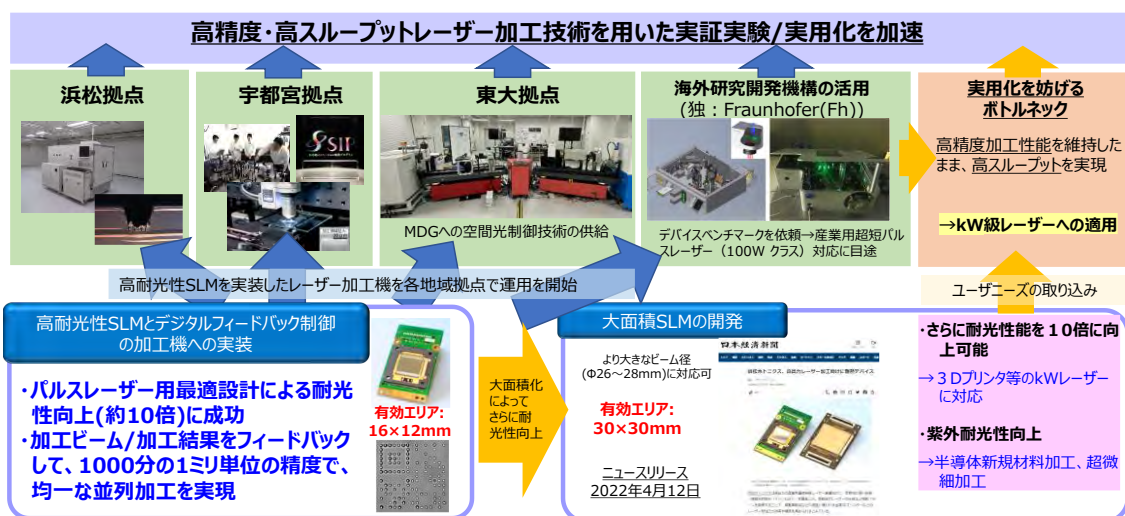 高精度・高スループットレーザー加工技術を用いた実証実験/実用化を加速
浜松拠点
宇都宮拠点
SIP
東大拠点
MDGへの空間光制御技術の供給
海外研究開発機構の活用
(独：Fraunhofer(Fh))
デバイスベンチマークを依頼→産業用超短パル
スレーザー（100W クラス）対応に目途
実用化を妨げる
ボトルネック
高精度加工性能を維持した
まま、高スループットを実現
→kW級レーザーへの適用
高耐光性SLMを実装したレーザー加工機を各地域拠点で運用を開始
ユーザニーズの取り込み
高耐光性SLMとデジタルフィードバック制御
の加工機への実装
・パルスレーザー用最適設計による耐光
性向上(約10倍)に成功
・加工ビーム/加工結果をフィードバック
して、1000分の1ミリ単位の精度で、
均一な並列加工を実現
有効エリア:
16×12mm
大面積化
によって
さらに耐
光性向上
大面積SLMの開発
より大きなビーム径
(Φ26～28mm)に対応可
有効エリア:
30×30mm
ニュースリリース
2022年4月12日
日本経済新聞
・さらに耐光性能を１０倍に向
上可能
→３Dプリンタ等のkWレーザー
に対応
・紫外耐光性向上
→半導体新規材料加工、超微
細加工